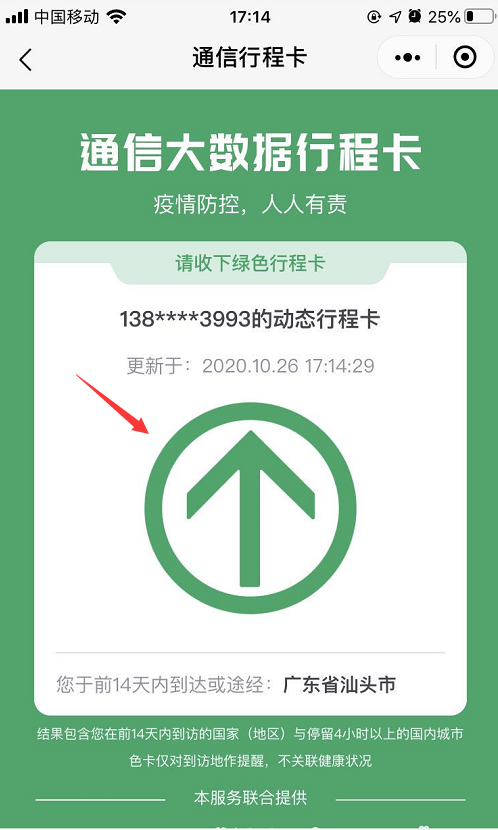 中国移动 17:14 25%
通信行程卡
通信大数据行程卡
疫情防控，人人有责
请收下绿色行程卡
138****3993的动态行程卡
更新于：2020.10.26 17:14:29
您于前14天内到达或途经：广东省汕头市
结果包含您在前14天内到访的国家（地区）与停留4小时以上的国内城市
色卡仅对到访地作提醒，不关联健康状况
本服务联合提供